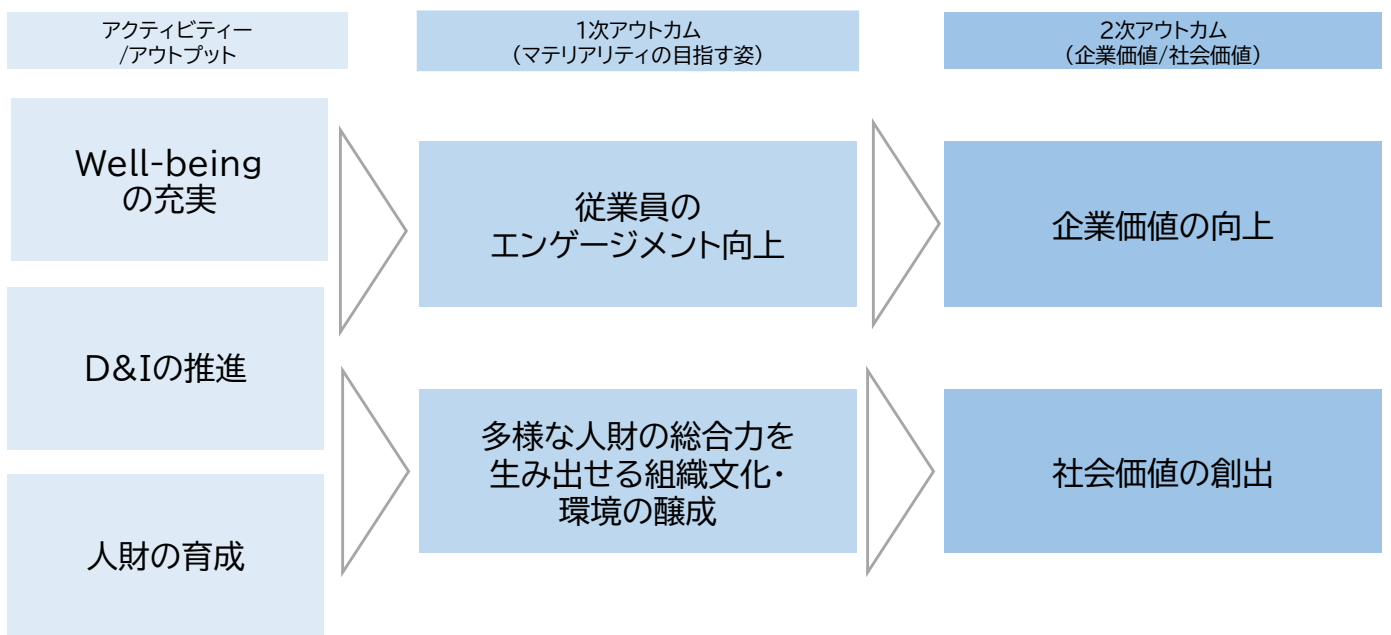 アクティビティー
/アウトプット
1次アウトカム
(マテリアリティの目指す姿)
2次アウトカム
(企業価値/社会価値)
Well-being
の充実
D&Iの推進
人財の育成
従業員の
エンゲージメント向上
多様な人財の総合力を
生み出せる組織文化・
環境の醸成
企業価値の向上
社会価値の創出